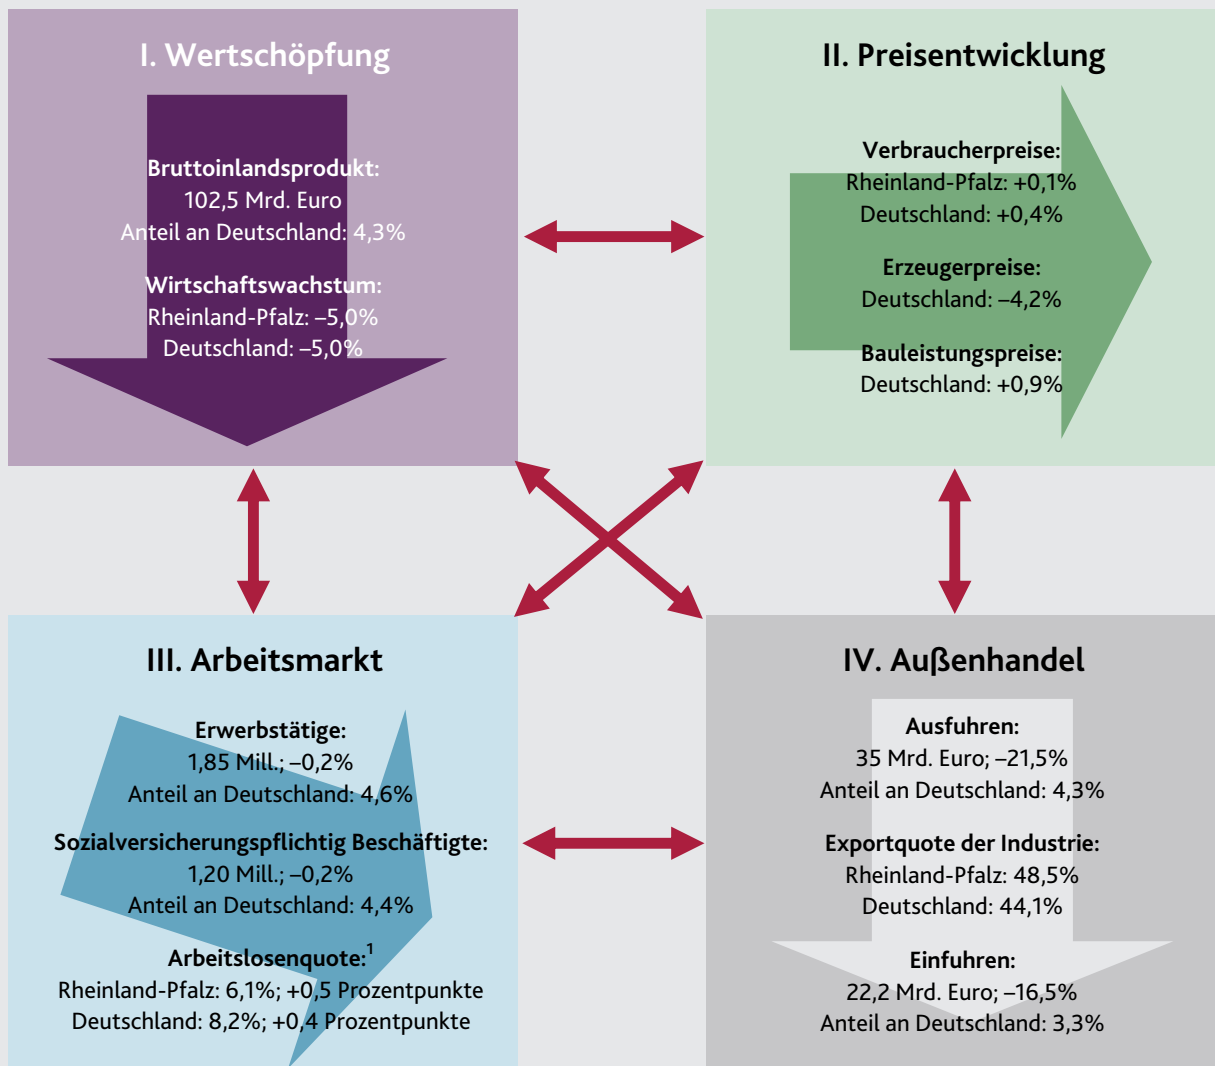 I. Wertschöpfung
Bruttoinlandsprodukt:
102,5 Mrd. Euro
Anteil an Deutschland: 4,3%
Wirtschaftswachstum:
Rheinland-Pfalz: –5,0%
Deutschland: –5,0%
II. Preisentwicklung
Verbraucherpreise:
Rheinland-Pfalz: +0,1%
Deutschland: +0,4%
Erzeugerpreise:
Deutschland: –4,2%
Bauleistungspreise:
Deutschland: +0,9%
III. Arbeitsmarkt
Erwerbstätige:
1,85 Mill.; –0,2%
Anteil an Deutschland: 4,6%
Sozialversicherungspflichtig Beschäftigte:
1,20 Mill.; –0,2%
Anteil an Deutschland: 4,4%
Arbeitslosenquote:¹
Rheinland-Pfalz: 6,1%; +0,5 Prozentpunkte
Deutschland: 8,2%; +0,4 Prozentpunkte
IV. Außenhandel
Ausfuhren:
35 Mrd. Euro; –21,5%
Anteil an Deutschland: 4,3%
Exportquote der Industrie:
Rheinland-Pfalz: 48,5%
Deutschland: 44,1%
Einfuhren:
22,2 Mrd. Euro; –16,5%
Anteil an Deutschland: 3,3%